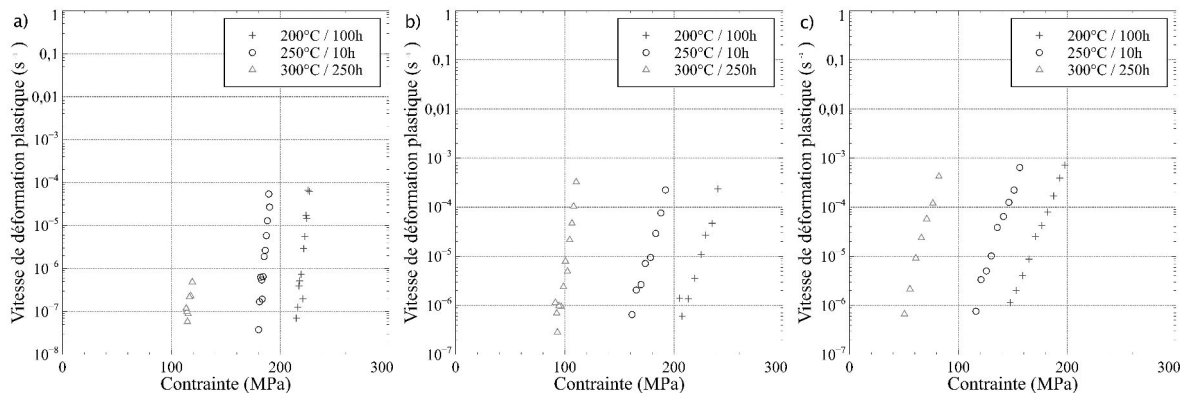 a)
Vitesse de déformation plastique (s⁻¹)
1
0,1
0,01
10⁻³
10⁻⁴
10⁻⁵
10⁻⁶
10⁻⁷
10⁻⁸
+ 200°C / 100h
○ 250°C / 10h
△ 300°C / 250h
0 100 200 300
Contrainte (MPa)
b)
Vitesse de déformation plastique (s⁻¹)
1
0,1
0,01
10⁻³
10⁻⁴
10⁻⁵
10⁻⁶
10⁻⁷
+ 200°C / 100h
○ 250°C / 10h
△ 300°C / 250h
0 100 200 300
Contrainte (MPa)
c)
Vitesse de déformation plastique (s⁻¹)
1
0,1
0,01
10⁻³
10⁻⁴
10⁻⁵
10⁻⁶
10⁻⁷
+ 200°C / 100h
○ 250°C / 10h
△ 300°C / 250h
0 100 200 300
Contrainte (MPa)